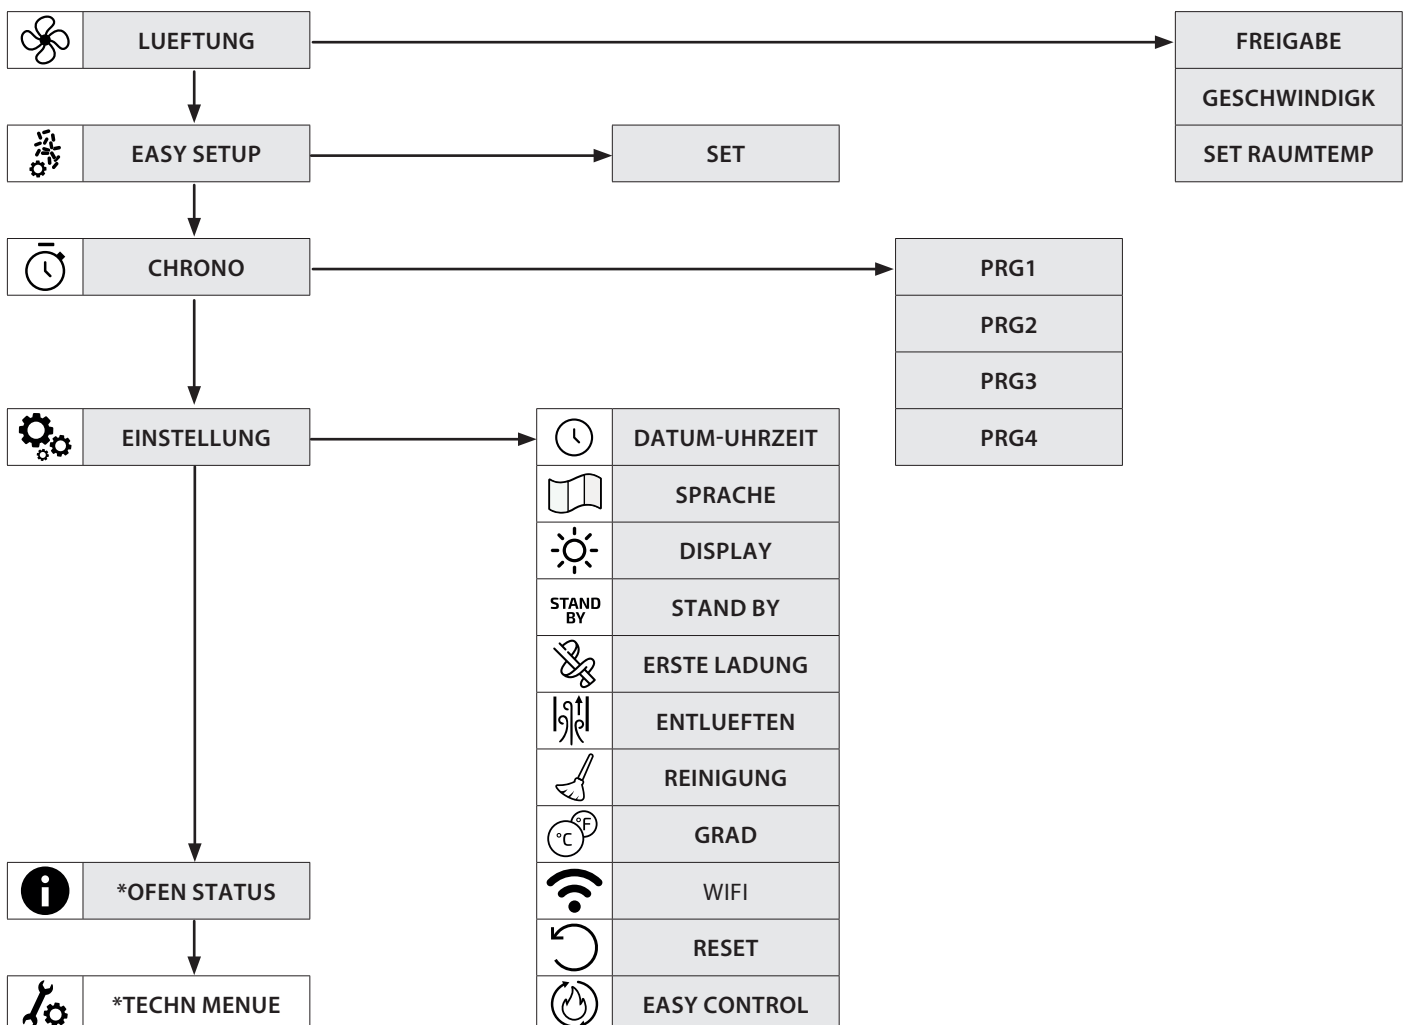 LUEFTUNG
FREIGABE
GESCHWINDIGK
EASY SETUP
SET
SET RAUMTEMP
CHRONO
PRG1
PRG2
PRG3
EINSTELLUNG
DATUM-UHRZEIT
PRG4
SPRACHE
DISPLAY
STAND
BY
STAND BY
ERSTE LADUNG
ENTLUEFTEN
REINIGUNG
°C
°F
GRAD
*OFEN STATUS
WIFI
RESET
*TECHN MENUE
EASY CONTROL